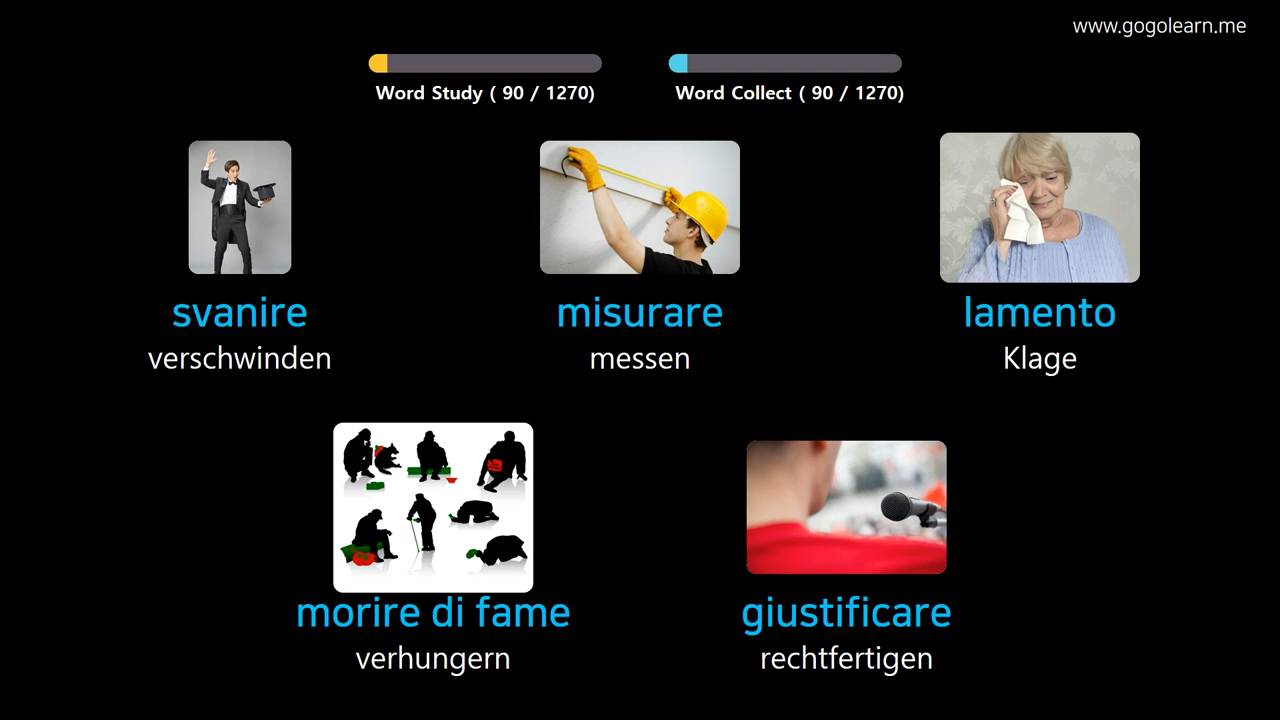 www.gogolearn.me
Word Study ( 90 / 1270)
Word Collect ( 90 / 1270)
svanire
verschwinden
misurare
messen
lamento
Klage
morire di fame
verhungern
giustificare
rechtfertigen